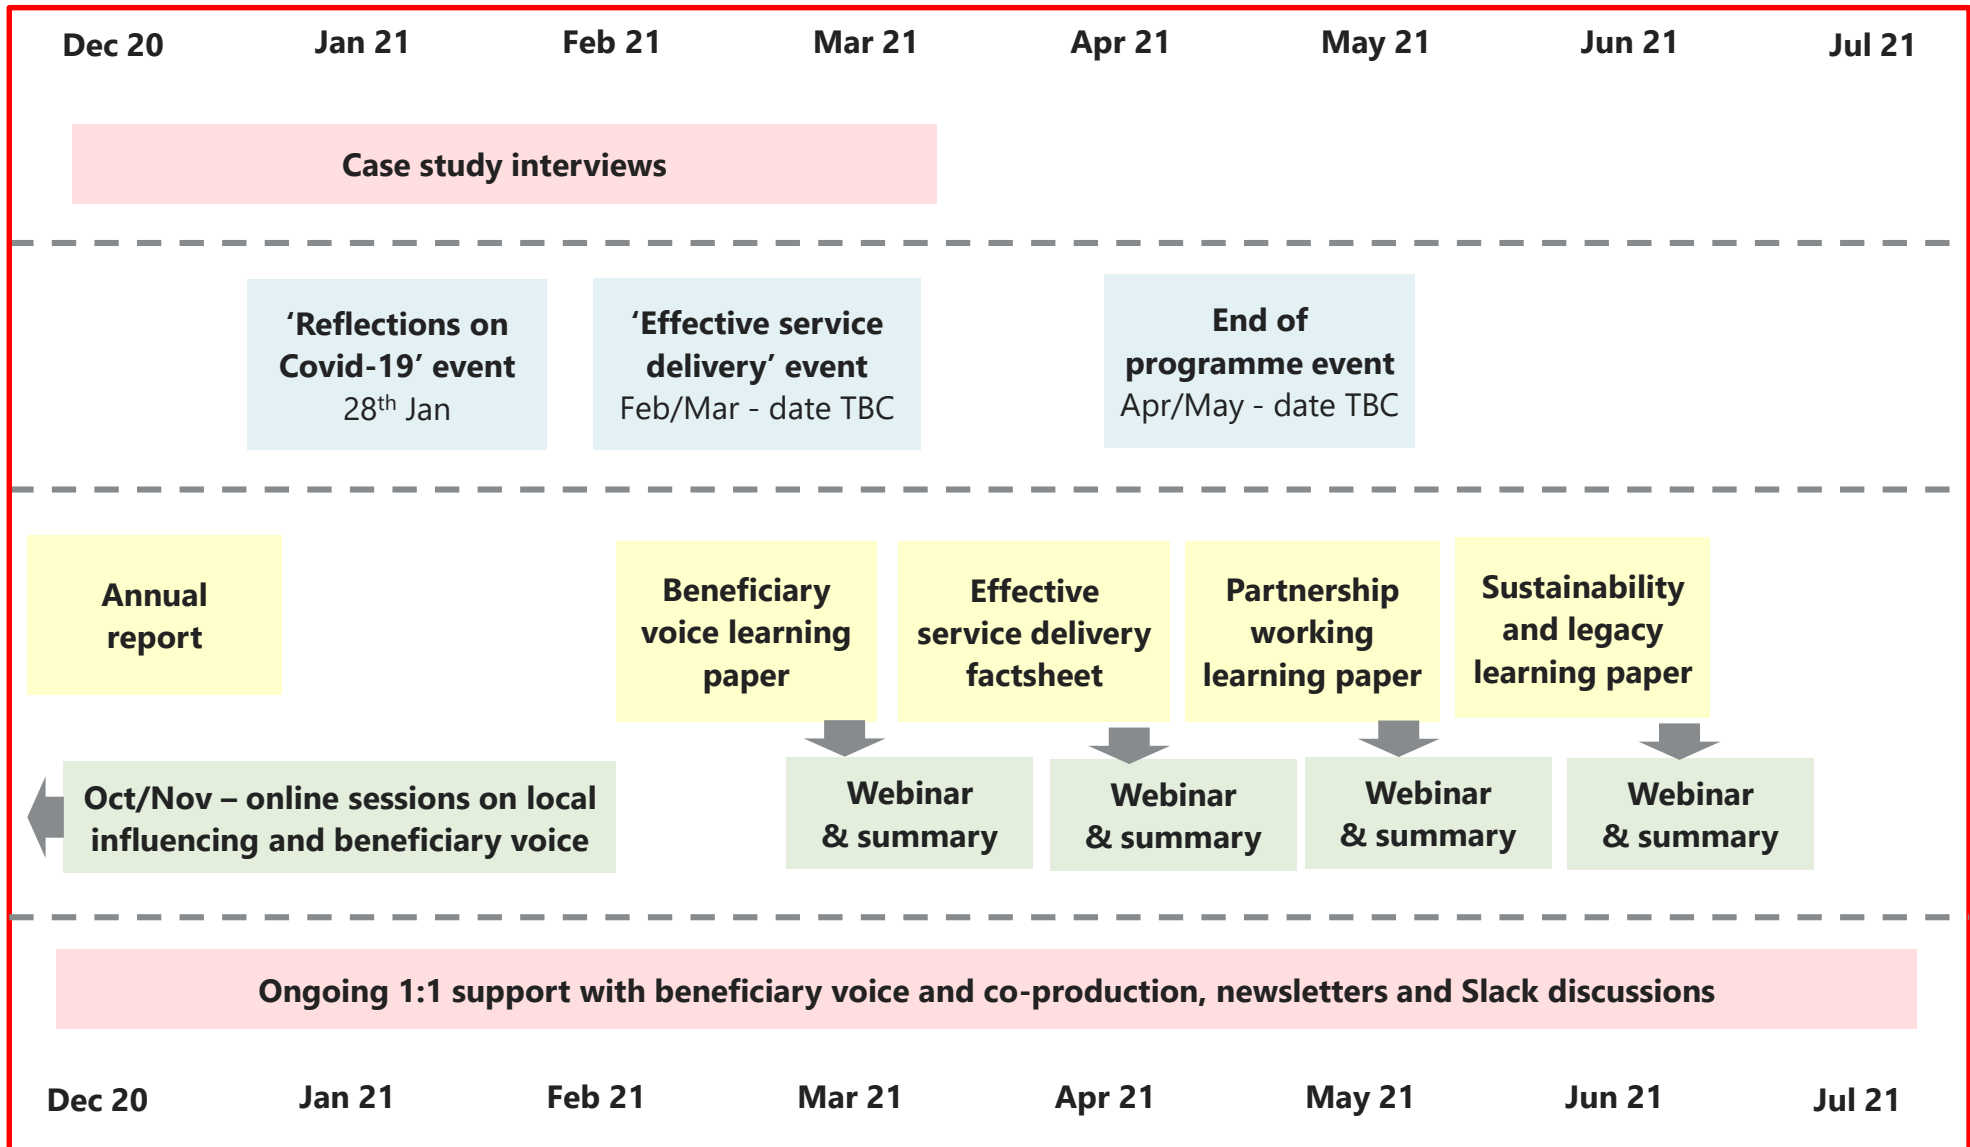 Dec 20 Jan 21 Feb 21 Mar 21 Apr 21 May 21 Jun 21 Jul 21
Case study interviews
‘Reflections on
Covid-19’ event
28th Jan
‘Effective service
delivery’ event
Feb/Mar - date TBC
End of
programme event
Apr/May - date TBC
Annual
report
Beneficiary
voice learning
paper
Effective
service delivery
factsheet
Partnership
working
learning paper
Sustainability
and legacy
learning paper
Oct/Nov – online sessions on local
influencing and beneficiary voice
Webinar
& summary
Webinar
& summary
Webinar
& summary
Webinar
& summary
Ongoing 1:1 support with beneficiary voice and co-production, newsletters and Slack discussions
Dec 20 Jan 21 Feb 21 Mar 21 Apr 21 May 21 Jun 21 Jul 21